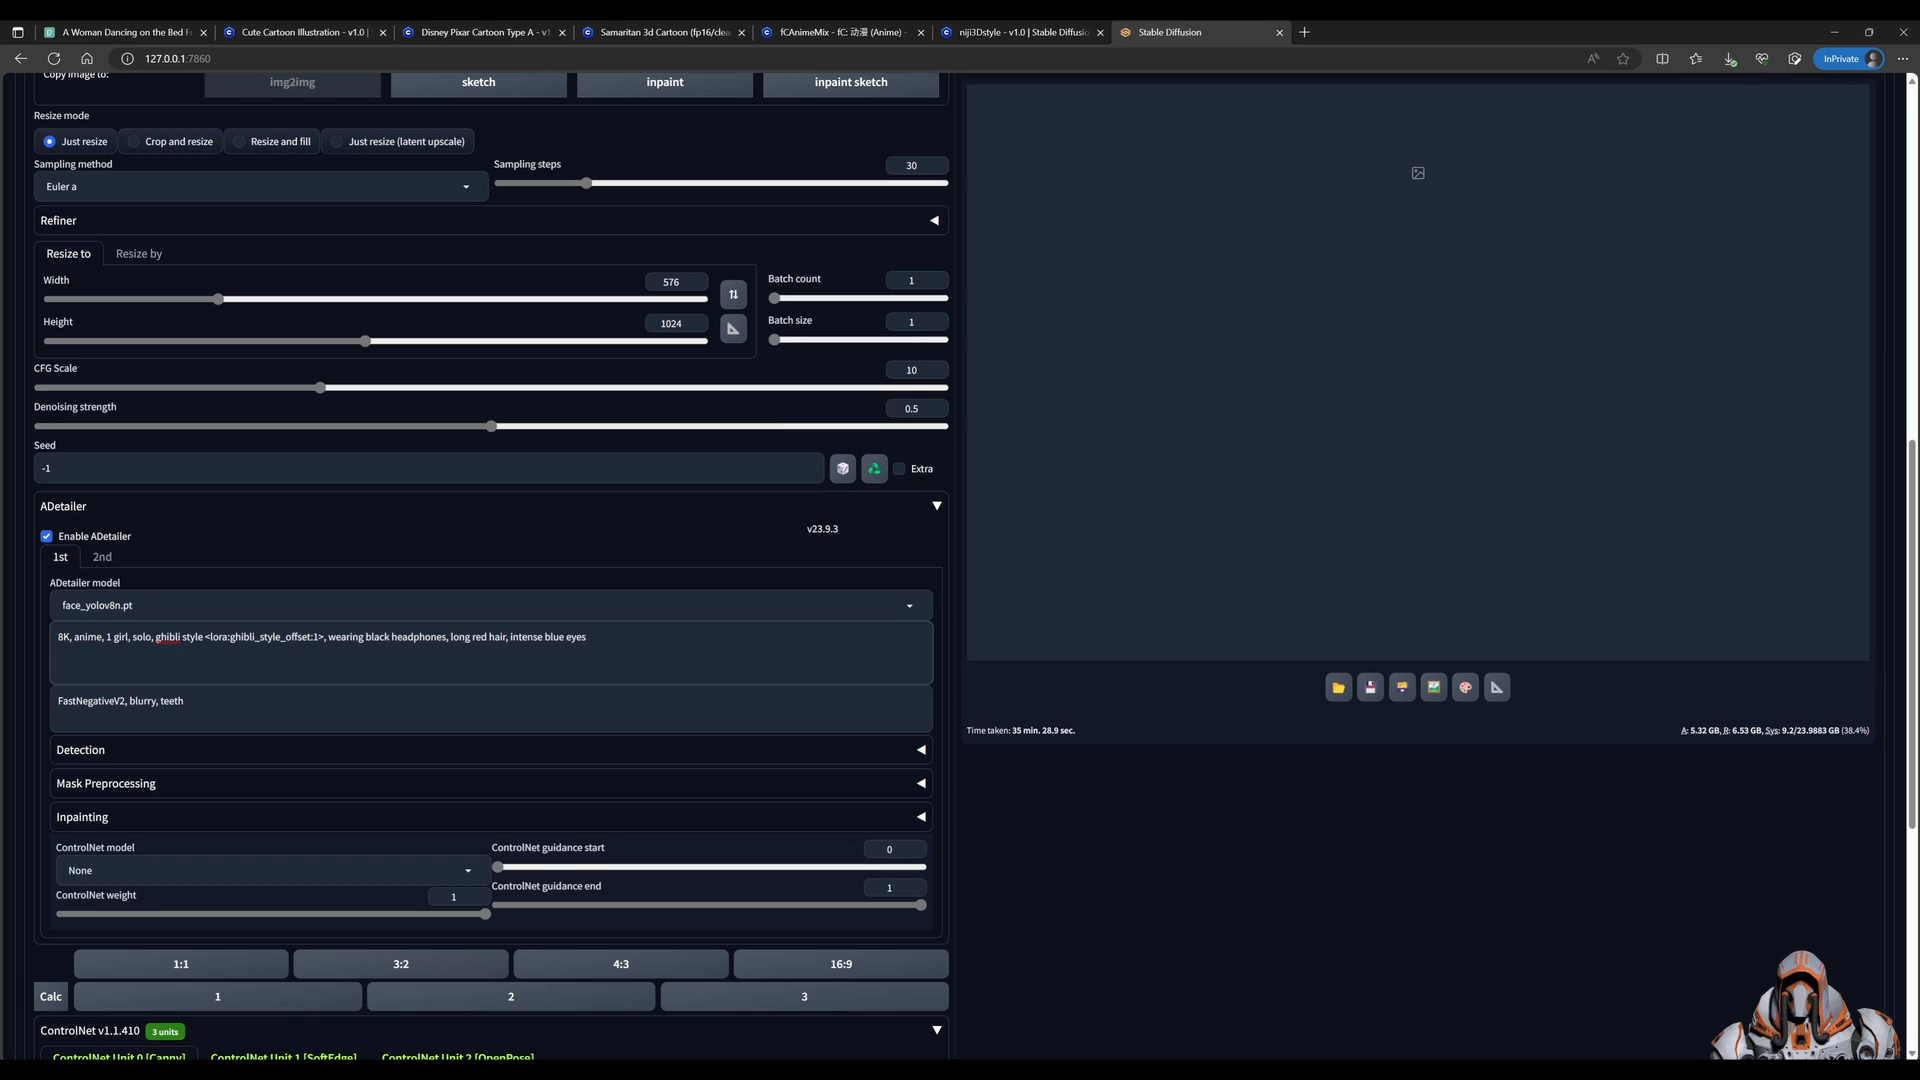 A Woman Dancing on the Bed Fr
Cute Cartoon Illustration - v1.0 |
Disney Pixar Cartoon Type A - v1
Samaritan 3d Cartoon (fp16/clea
fCAnimeMix - fC: 动漫 (Anime) -
niji3Dstyle - v1.0 | Stable Diffusio
Stable Diffusion
127.0.0.1:7860
InPrivate
Copy image to:
img2img
sketch
inpaint
inpaint sketch
Resize mode
Just resize
Crop and resize
Resize and fill
Just resize (latent upscale)
Sampling method
Sampling steps
30
Euler a
Refiner
Resize to
Resize by
Width
576
Batch count
1
Height
1024
Batch size
1
CFG Scale
10
Denoising strength
0.5
Seed
-1
Extra
ADetailer
v23.9.3
Enable ADetailer
1st
2nd
ADetailer model
face_yolov8n.pt
8K, anime, 1 girl, solo, ghibli style <lora:ghibli_style_offset:1>, wearing black headphones, long red hair, intense blue eyes
FastNegativeV2, blurry, teeth
Detection
Mask Preprocessing
Inpainting
ControlNet model
ControlNet guidance start
0
None
ControlNet weight
1
ControlNet guidance end
1
1:1
3:2
4:3
16:9
Calc
1
2
3
ControlNet v1.1.410
3 units
ControlNet Unit 0 [Canny]
ControlNet Unit 1 [SoftEdge]
ControlNet Unit 2 [OpenPose]
Time taken: 35 min. 28.9 sec.
A: 5.32 GB, R: 6.53 GB, Sys: 9.2/23.9883 GB (38.4%)